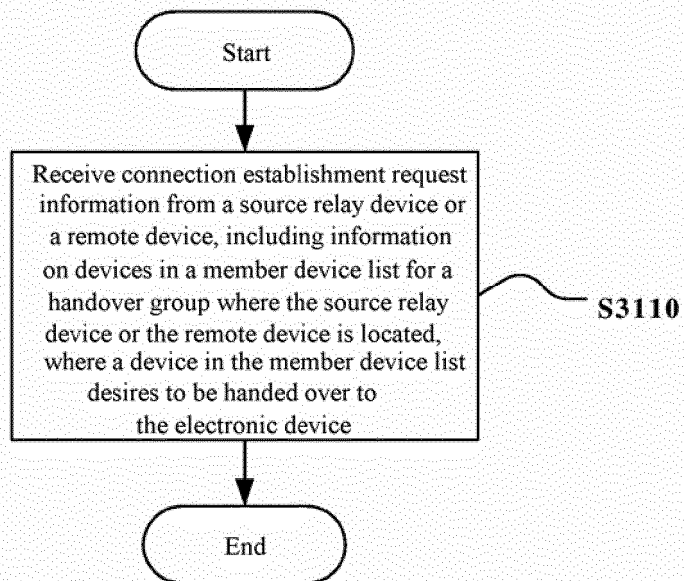 Start
Receive connection establishment request
information from a source relay device or
a remote device, including information
on devices in a member device list for a
handover group where the source relay
device or the remote device is located,
where a device in the member device list
desires to be handed over to
the electronic device
S3110
End